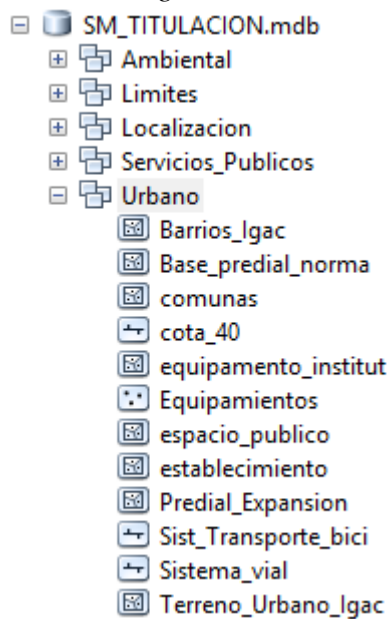 SM_TITULACION.mdb
Ambiental
Limites
Localizacion
Servicios_Publicos
Urbano
Barrios_Igac
Base_predial_norma
comunas
cota_40
equipamento_institut
Equipamientos
espacio_publico
establecimiento
Predial_Expansion
Sist_Transporte_bici
Sistema_vial
Terreno_Urbano_Igac